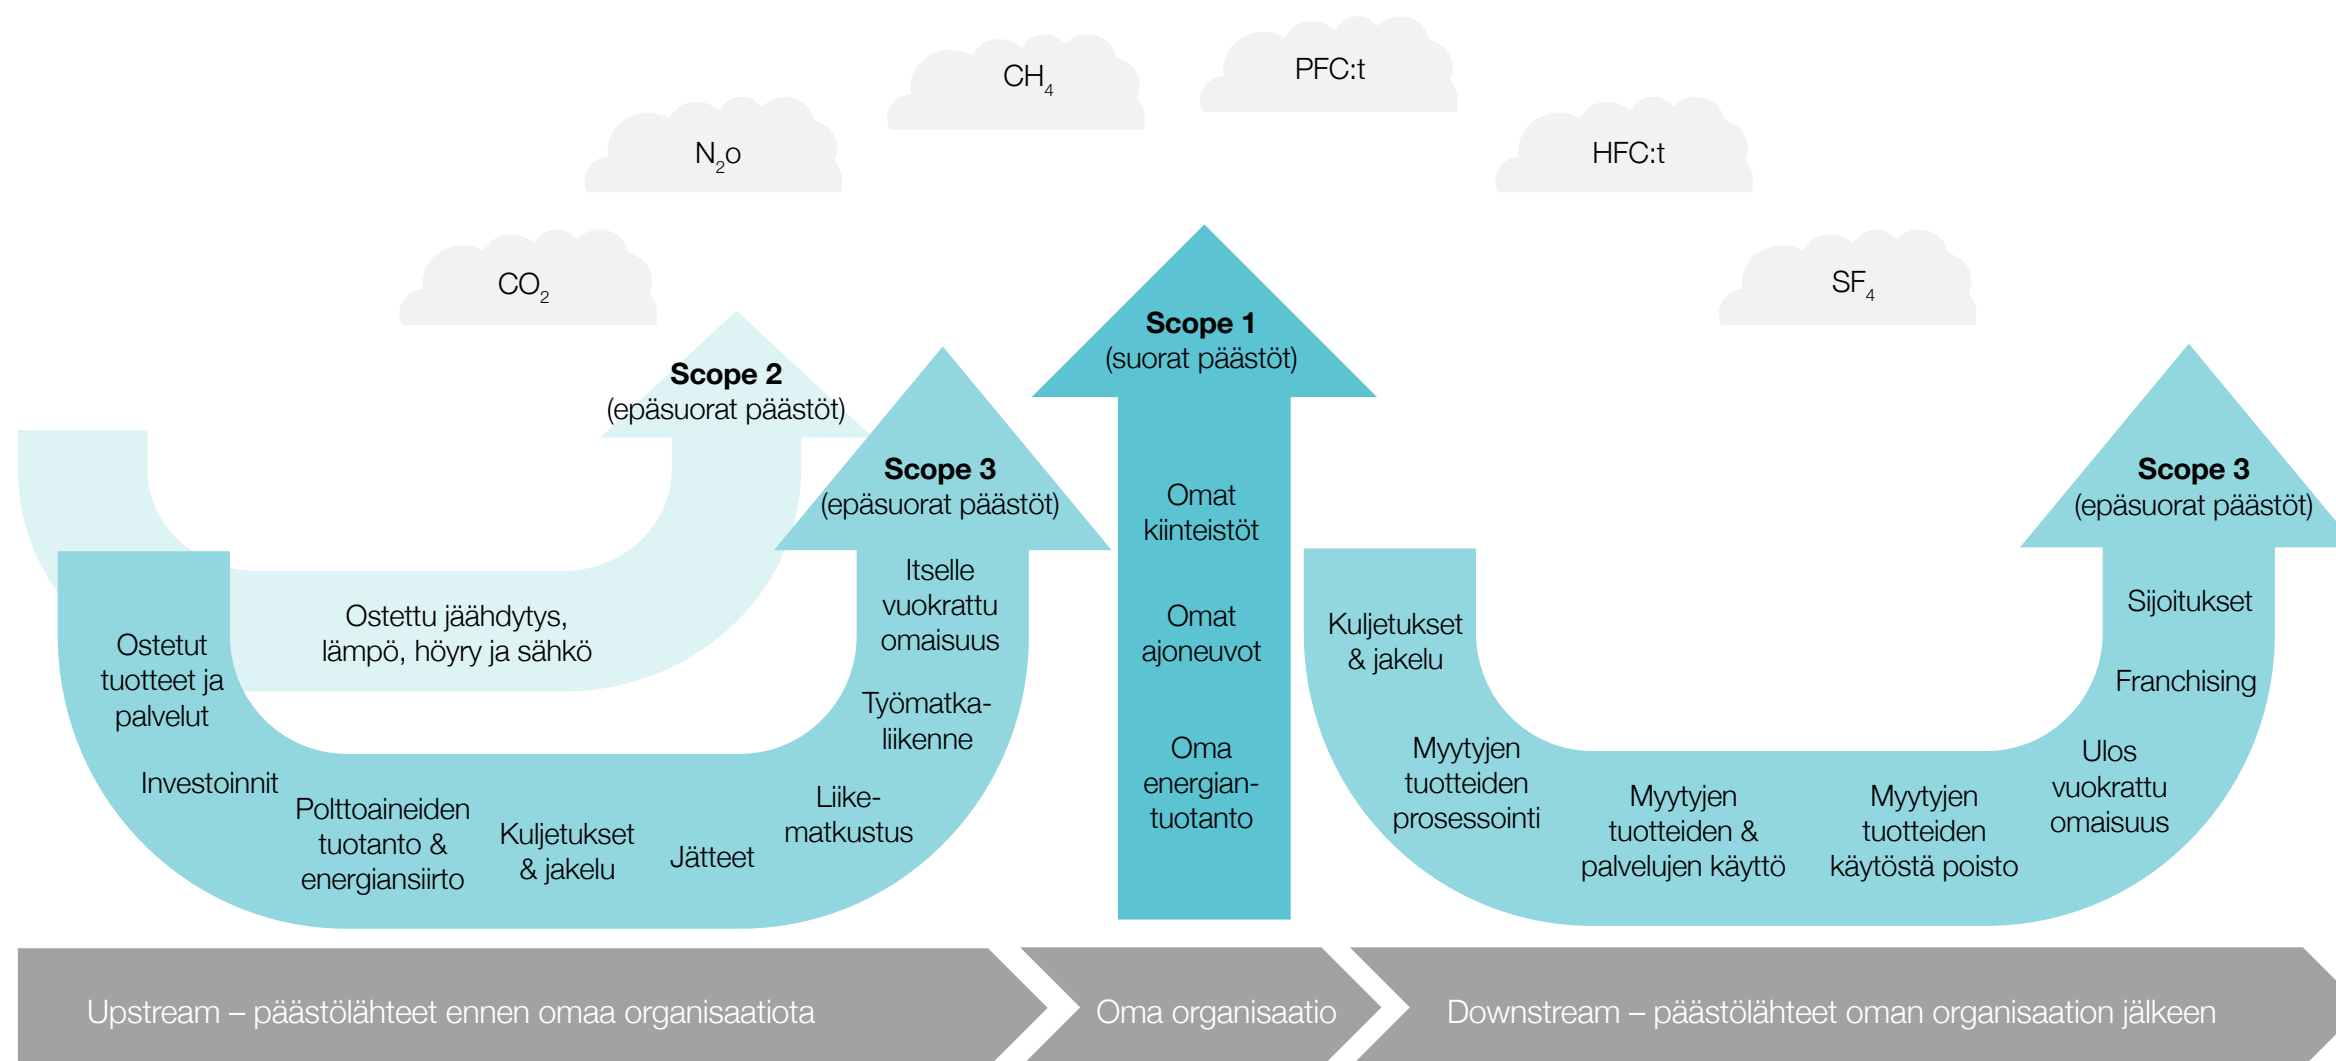 CH₄
PFC:t
N₂o
HFC:t
CO₂
SF₄
Scope 2
(epäsuorat päästöt)
Ostettu jäähdytys,
lämpö, höyry ja sähkö
Scope 3
(epäsuorat päästöt)
Ostetut
tuotteet ja
palvelut
Investoinnit
Polttoaineiden
tuotanto &
energiansiirto
Kuljetukset
& jakelu
Jätteet
Liike-
matkustus
Työmatka-
liikenne
Itselle
vuokrattu
omaisuus
Scope 1
(suorat päästöt)
Omat
kiinteistöt
Omat
ajoneuvot
Oma
energian-
tuotanto
Scope 3
(epäsuorat päästöt)
Kuljetukset
& jakelu
Myytyjen
tuotteiden
prosessointi
Myytyjen
tuotteiden &
palvelujen käyttö
Myytyjen
tuotteiden
käytöstä poisto
Ulos
vuokrattu
omaisuus
Franchising
Sijoitukset
Upstream – päästölähteet ennen omaa organisaatiota
Oma organisaatio
Downstream – päästölähteet oman organisaation jälkeen